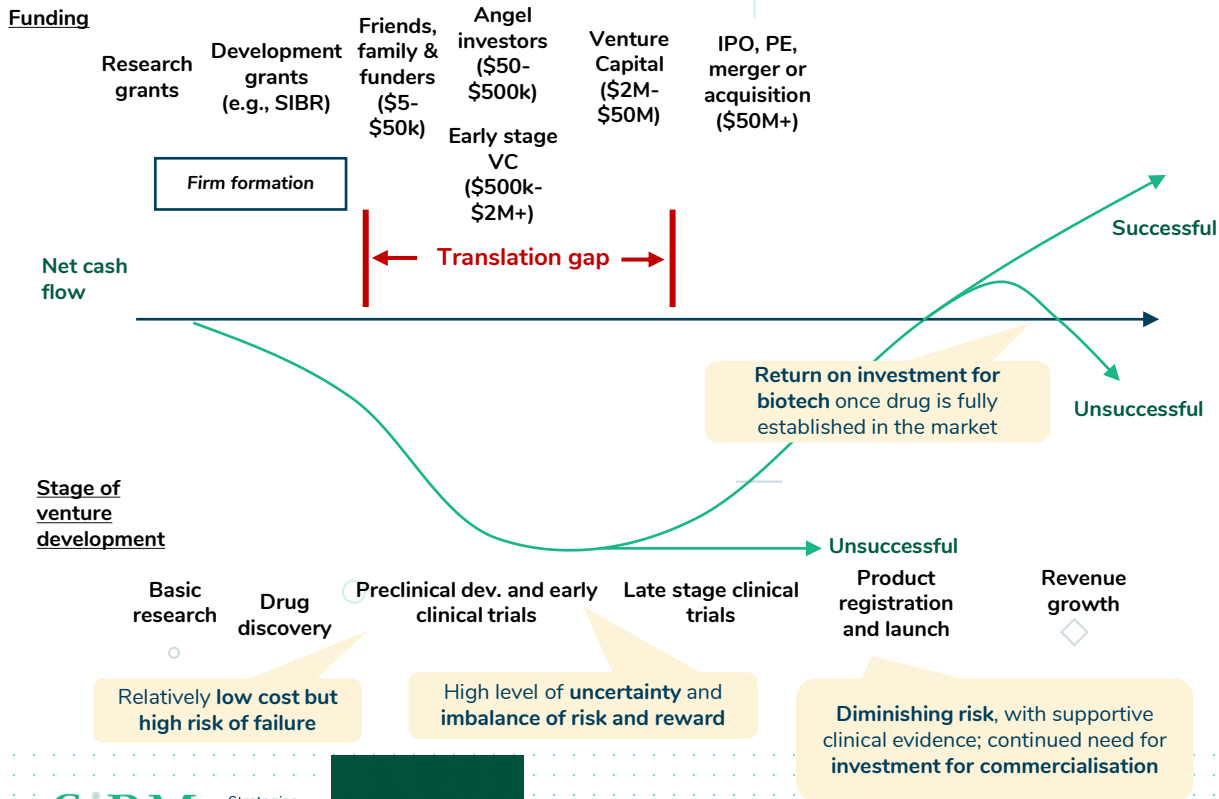 Funding
Research
grants
Development
grants
(e.g., SIBR)
Friends,
family &
funders
($5-
$50k)
Angel
investors
($50-
$500k)
Early stage
VC
($500k-
$2M+)
Venture
Capital
($2M-
$50M)
IPO, PE,
merger or
acquisition
($50M+)
Firm formation
Translation gap
Net cash
flow
Successful
Return on investment for
biotech once drug is fully
established in the market
Unsuccessful
Stage of
venture
development
Unsuccessful
Basic
research
Drug
discovery
Preclinical dev. and early
clinical trials
Late stage clinical
trials
Product
registration
and launch
Revenue
growth
Relatively low cost but
high risk of failure
High level of uncertainty and
imbalance of risk and reward
Diminishing risk, with supportive
clinical evidence; continued need for
investment for commercialisation